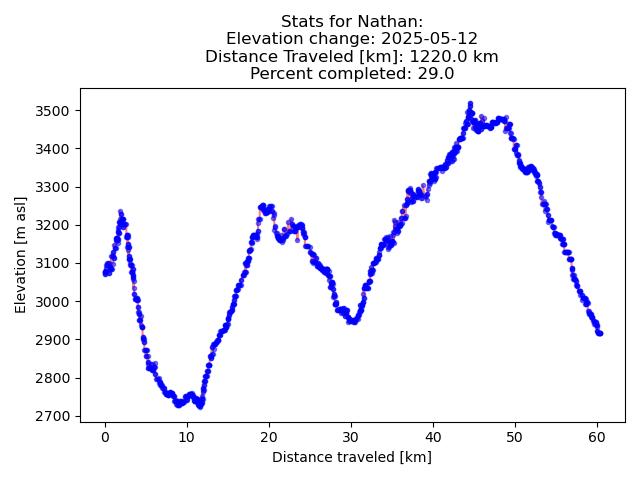 Stats for Nathan:
Elevation change: 2025-05-12
Distance Traveled [km]: 1220.0 km
Percent completed: 29.0
3500
3400
3300
3200
3100
3000
2900
2800
2700
Elevation [m asl]
0 10 20 30 40 50 60
Distance traveled [km]